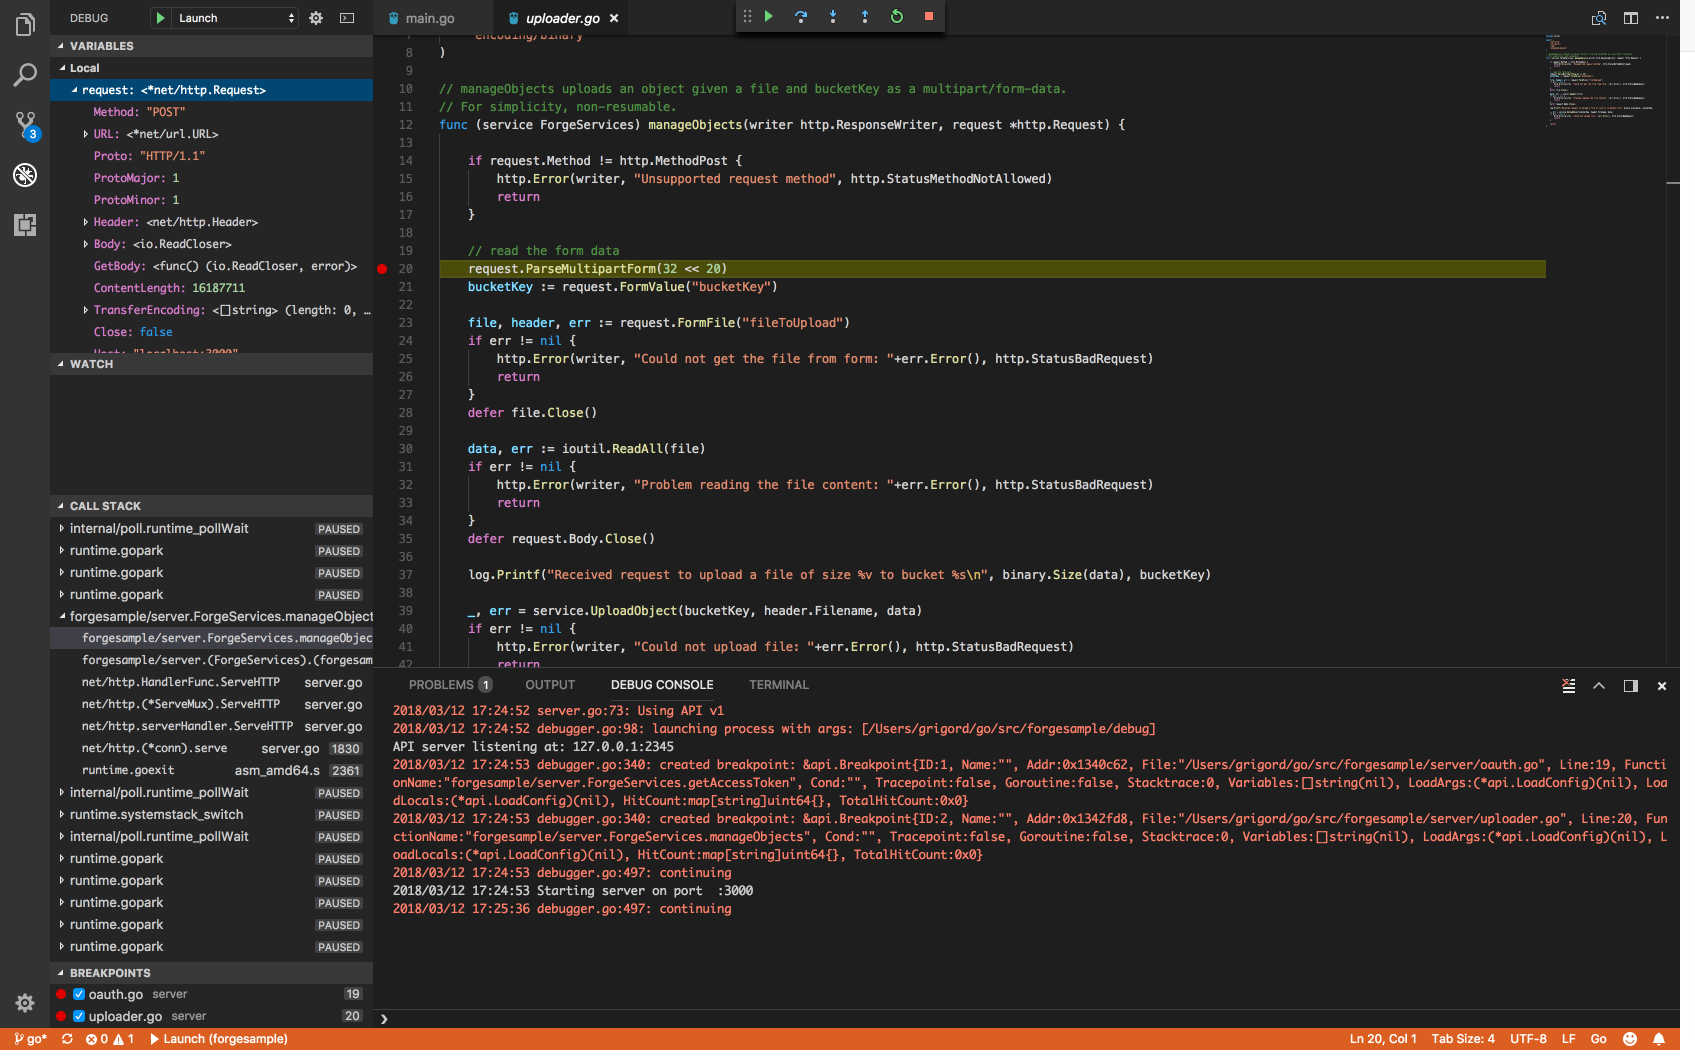 DEBUG
Launch
VARIABLES
Local
request: <*net/http.Request>
Method: "POST"
URL: <*net/url.URL>
Proto: "HTTP/1.1"
ProtoMajor: 1
ProtoMinor: 1
Header: <net/http.Header>
Body: <io.ReadCloser>
GetBody: <func() (io.ReadCloser, error)>
ContentLength: 16187711
TransferEncoding: <[]string> (length: 0, …
Close: false
Host: "localhost:3000"
WATCH
CALL STACK
internal/poll.runtime_pollWait PAUSED
runtime.gopark PAUSED
runtime.gopark PAUSED
runtime.gopark PAUSED
forgesample/server.ForgeServices.manageObject
forgesample/server.ForgeServices.manageObjec
forgesample/server.(ForgeServices).(forgesam
net/http.HandlerFunc.ServeHTTP server.go
net/http.(*ServeMux).ServeHTTP server.go
net/http.serverHandler.ServeHTTP server.go
net/http.(*conn).serve server.go 1830
runtime.goexit asm_amd64.s 2361
internal/poll.runtime_pollWait PAUSED
runtime.systemstack_switch PAUSED
internal/poll.runtime_pollWait PAUSED
runtime.gopark PAUSED
runtime.gopark PAUSED
runtime.gopark PAUSED
runtime.gopark PAUSED
runtime.gopark PAUSED
BREAKPOINTS
oauth.go server 19
uploader.go server 20
3
main.go
uploader.go
7 "encoding/binary"
8 )
9
10 // manageObjects uploads an object given a file and bucketKey as a multipart/form-data.
11 // For simplicity, non-resumable.
12 func (service ForgeServices) manageObjects(writer http.ResponseWriter, request *http.Request) {
13
14 if request.Method != http.MethodPost {
15 http.Error(writer, "Unsupported request method", http.StatusMethodNotAllowed)
16 return
17 }
18
19 // read the form data
20 request.ParseMultipartForm(32 << 20)
21 bucketKey := request.FormValue("bucketKey")
22
23 file, header, err := request.FormFile("fileToUpload")
24 if err != nil {
25 http.Error(writer, "Could not get the file from form: "+err.Error(), http.StatusBadRequest)
26 return
27 }
28 defer file.Close()
29
30 data, err := ioutil.ReadAll(file)
31 if err != nil {
32 http.Error(writer, "Problem reading the file content: "+err.Error(), http.StatusBadRequest)
33 return
34 }
35 defer request.Body.Close()
36
37 log.Printf("Received request to upload a file of size %v to bucket %s\n", binary.Size(data), bucketKey)
38
39 _, err = service.UploadObject(bucketKey, header.Filename, data)
40 if err != nil {
41 http.Error(writer, "Could not upload file: "+err.Error(), http.StatusBadRequest)
42 return
PROBLEMS 1 OUTPUT DEBUG CONSOLE TERMINAL
2018/03/12 17:24:52 server.go:73: Using API v1
2018/03/12 17:24:52 debugger.go:98: launching process with args: [/Users/grigord/go/src/forgesample/debug]
API server listening at: 127.0.0.1:2345
2018/03/12 17:24:53 debugger.go:340: created breakpoint: &api.Breakpoint{ID:1, Name:"", Addr:0x1340c62, File:"/Users/grigord/go/src/forgesample/server/oauth.go", Line:19, Functi
onName:"forgesample/server.ForgeServices.getAccessToken", Cond:"", Tracepoint:false, Goroutine:false, Stacktrace:0, Variables:[]string(nil), LoadArgs:(*api.LoadConfig)(nil), Loa
dLocals:(*api.LoadConfig)(nil), HitCount:map[string]uint64{}, TotalHitCount:0x0}
2018/03/12 17:24:53 debugger.go:340: created breakpoint: &api.Breakpoint{ID:2, Name:"", Addr:0x1342fd8, File:"/Users/grigord/go/src/forgesample/server/uploader.go", Line:20, Fun
ctionName:"forgesample/server.ForgeServices.manageObjects", Cond:"", Tracepoint:false, Goroutine:false, Stacktrace:0, Variables:[]string(nil), LoadArgs:(*api.LoadConfig)(nil), L
oadLocals:(*api.LoadConfig)(nil), HitCount:map[string]uint64{}, TotalHitCount:0x0}
2018/03/12 17:24:53 debugger.go:497: continuing
2018/03/12 17:24:53 Starting server on port  :3000
2018/03/12 17:25:36 debugger.go:497: continuing
go* 0 1 Launch (forgesample) Ln 20, Col 1 Tab Size: 4 UTF-8 LF Go